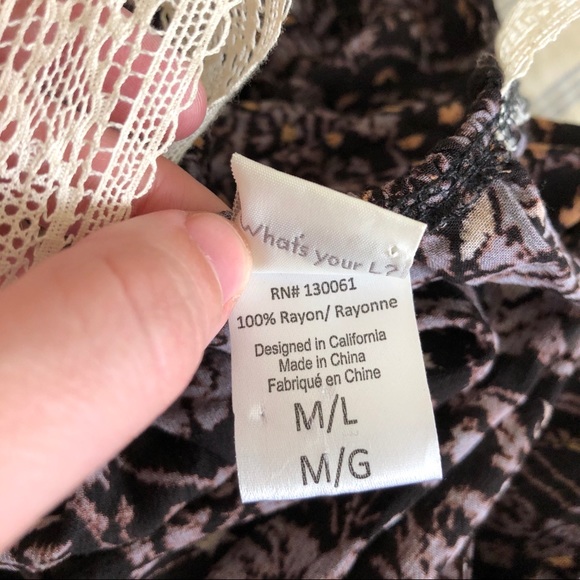 What's your L?
RN# 130061
100% Rayon/ Rayonne
Designed in California
Made in China
Fabriqué en Chine
M/L
M/G